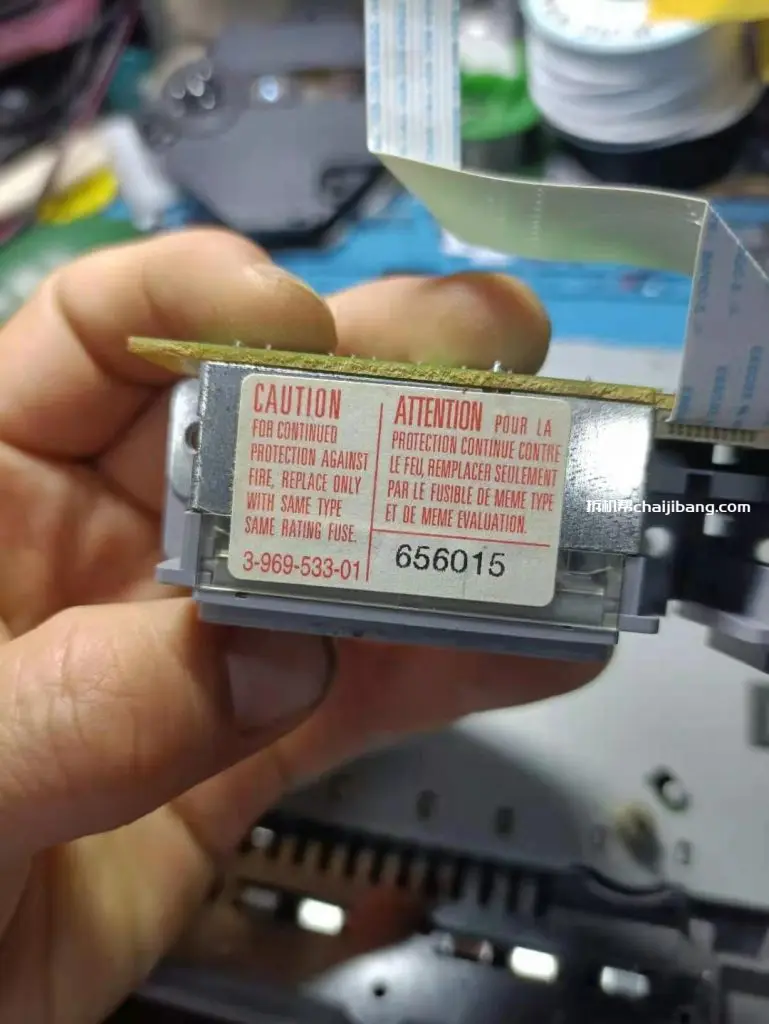 CAUTION
FOR CONTINUED
PROTECTION AGAINST
FIRE, REPLACE ONLY
WITH SAME TYPE
SAME RATING FUSE.
3-969-533-01
ATTENTION POUR LA
PROTECTION CONTINUE CONTRE
LE FEU, REMPLACER SEULEMENT
PAR LE FUSIBLE DE MEME TYPE
ET DE MEME EVALUATION.
656015
拆机帮chaijibang.com